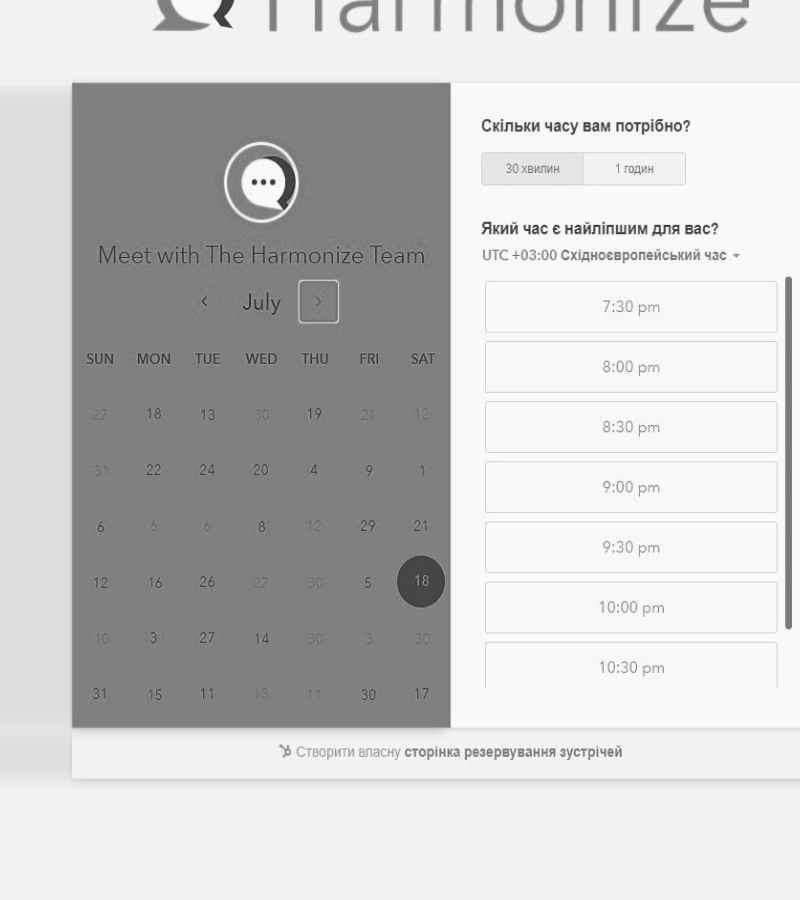 Harmonize
Meet with The Harmonize Team
July
SUN MON TUE WED THU FRI SAT
27 18 13 30 19 21 12
31 22 24 20 4 9 1
6 6 6 8 12 29 21
12 16 26 27 30 5 18
10 3 27 14 30 3 30
31 15 11 13 11 30 17
Скільки часу вам потрібно?
30 хвилин 1 годин
Який час є найліпшим для вас?
UTC +03:00 Східноєвропейський час
7:30 pm
8:00 pm
8:30 pm
9:00 pm
9:30 pm
10:00 pm
10:30 pm
Створити власну сторінка резервування зустрічей